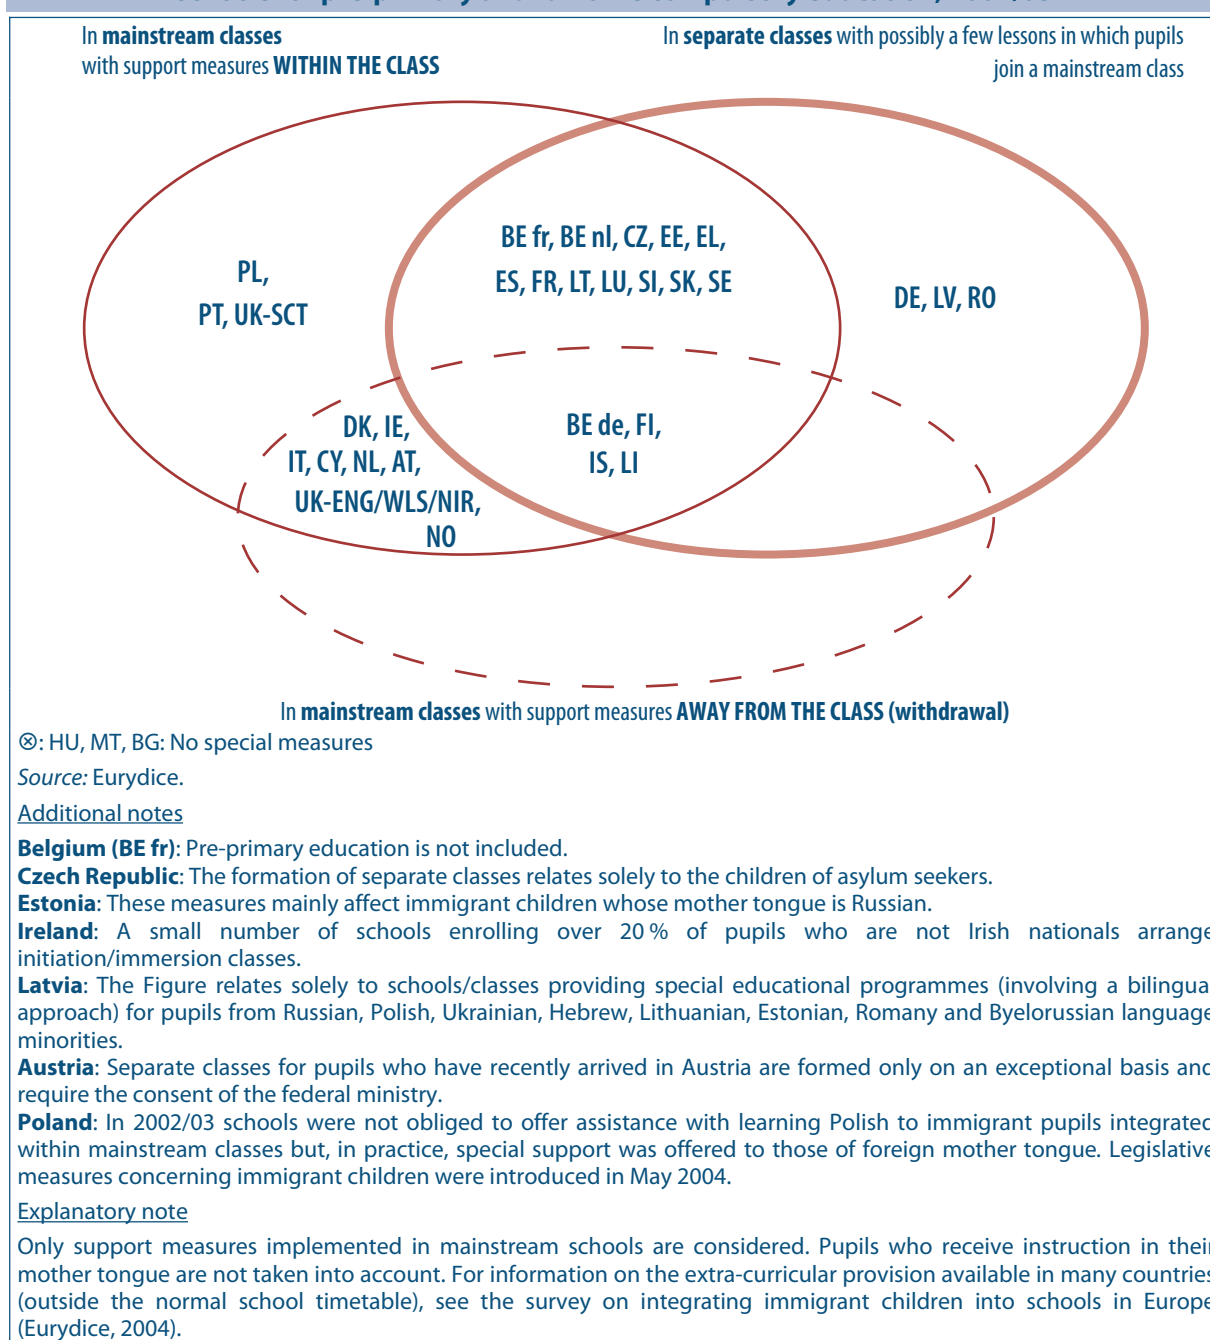 In mainstream classes
with support measures WITHIN THE CLASS
In separate classes with possibly a few lessons in which pupils
join a mainstream class
BE fr, BE nl, CZ, EE, EL,
ES, FR, LT, LU, SI, SK, SE
PL,
PT, UK-SCT
DE, LV, RO
DK, IE,
IT, CY, NL, AT,
UK-ENG/WLS/NIR,
NO
BE de, FI,
IS, LI
In mainstream classes with support measures AWAY FROM THE CLASS (withdrawal)
⊗: HU, MT, BG: No special measures
Source: Eurydice.
Additional notes
Belgium (BE fr): Pre-primary education is not included.
Czech Republic: The formation of separate classes relates solely to the children of asylum seekers.
Estonia: These measures mainly affect immigrant children whose mother tongue is Russian.
Ireland: A small number of schools enrolling over 20 % of pupils who are not Irish nationals arrange
initiation/immersion classes.
Latvia: The Figure relates solely to schools/classes providing special educational programmes (involving a bilingua
approach) for pupils from Russian, Polish, Ukrainian, Hebrew, Lithuanian, Estonian, Romany and Byelorussian language
minorities.
Austria: Separate classes for pupils who have recently arrived in Austria are formed only on an exceptional basis and
require the consent of the federal ministry.
Poland: In 2002/03 schools were not obliged to offer assistance with learning Polish to immigrant pupils integrated
within mainstream classes but, in practice, special support was offered to those of foreign mother tongue. Legislative
measures concerning immigrant children were introduced in May 2004.
Explanatory note
Only support measures implemented in mainstream schools are considered. Pupils who receive instruction in their
mother tongue are not taken into account. For information on the extra-curricular provision available in many countries
(outside the normal school timetable), see the survey on integrating immigrant children into schools in Europe
(Eurydice, 2004).